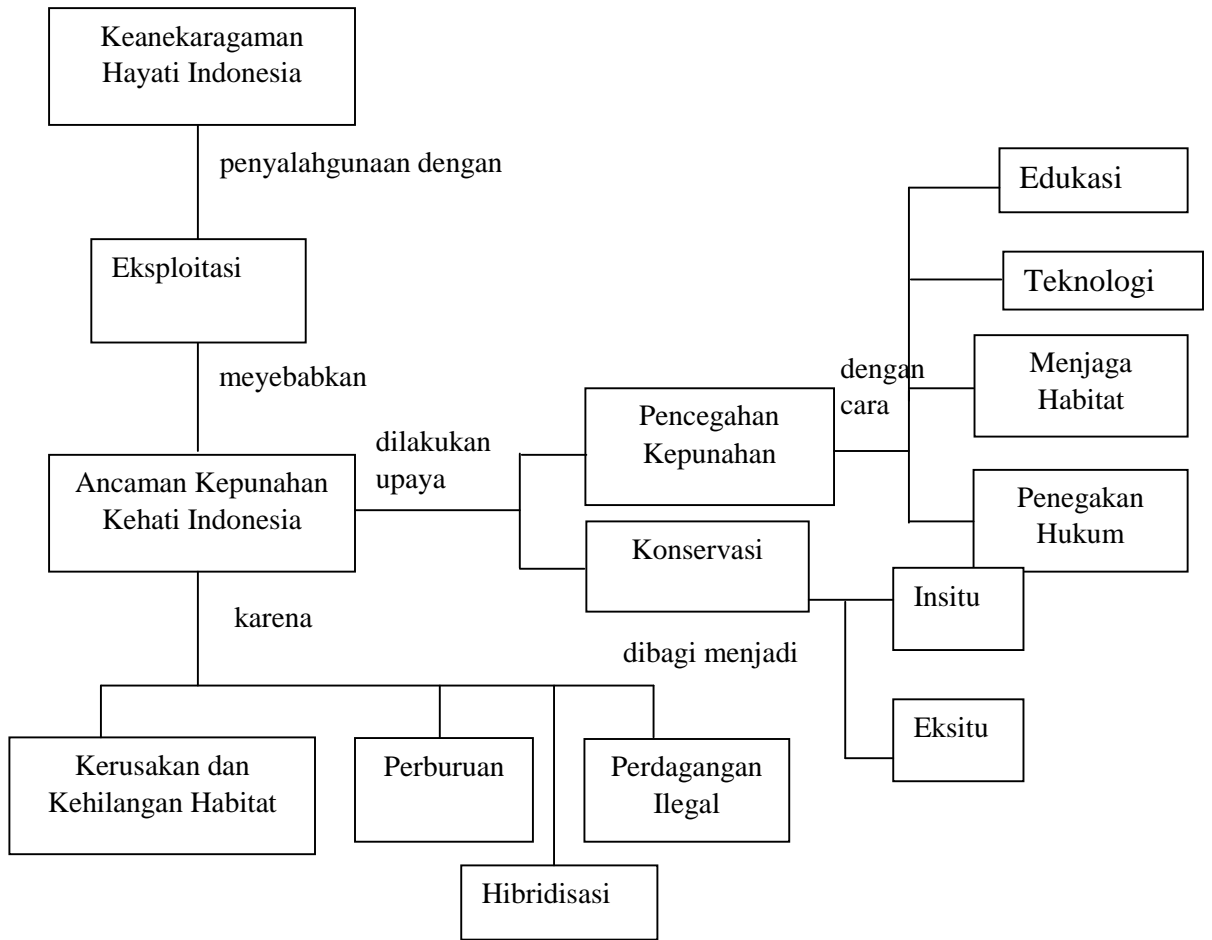 Keanekaragaman
Hayati Indonesia
penyalahgunaan dengan
Edukasi
Eksploitasi
Teknologi
meyebabkan
dengan
cara
Menjaga
Habitat
Pencegahan
Kepunahan
dilakukan
upaya
Ancaman Kepunahan
Kehati Indonesia
Penegakan
Hukum
Konservasi
Insitu
karena
dibagi menjadi
Eksitu
Kerusakan dan
Kehilangan Habitat
Perburuan
Perdagangan
Ilegal
Hibridisasi